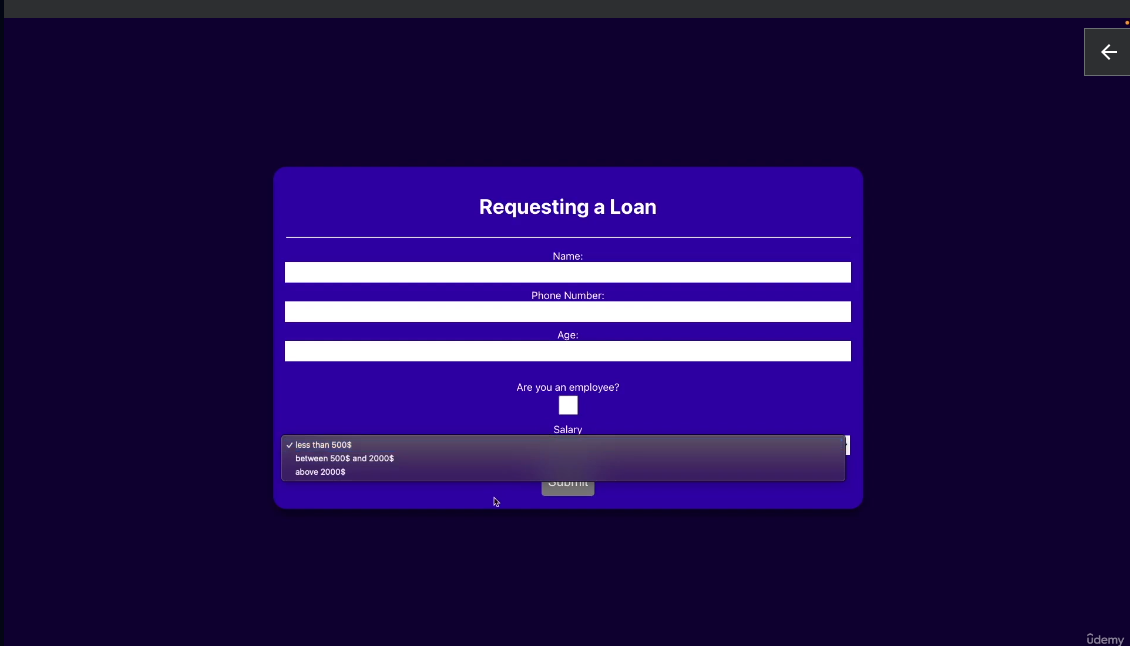 Requesting a Loan
Name:
Phone Number:
Age:
Are you an employee?
Salary
✓ less than 500$
between 500$ and 2000$
above 2000$
Submit
ûdemy